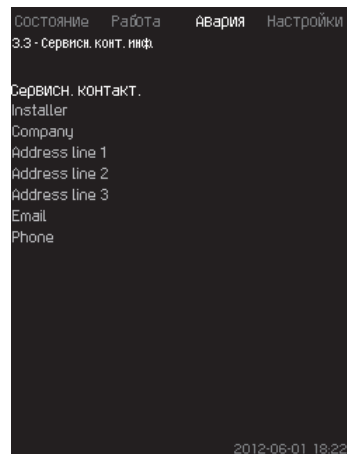 Состояние Работа Авария Настройки
3.3 - Сервисн. конт. инф.
Сервисн. контакт.
Installer
Company
Address line 1
Address line 2
Address line 3
Email
Phone
2012-06-01 18:22